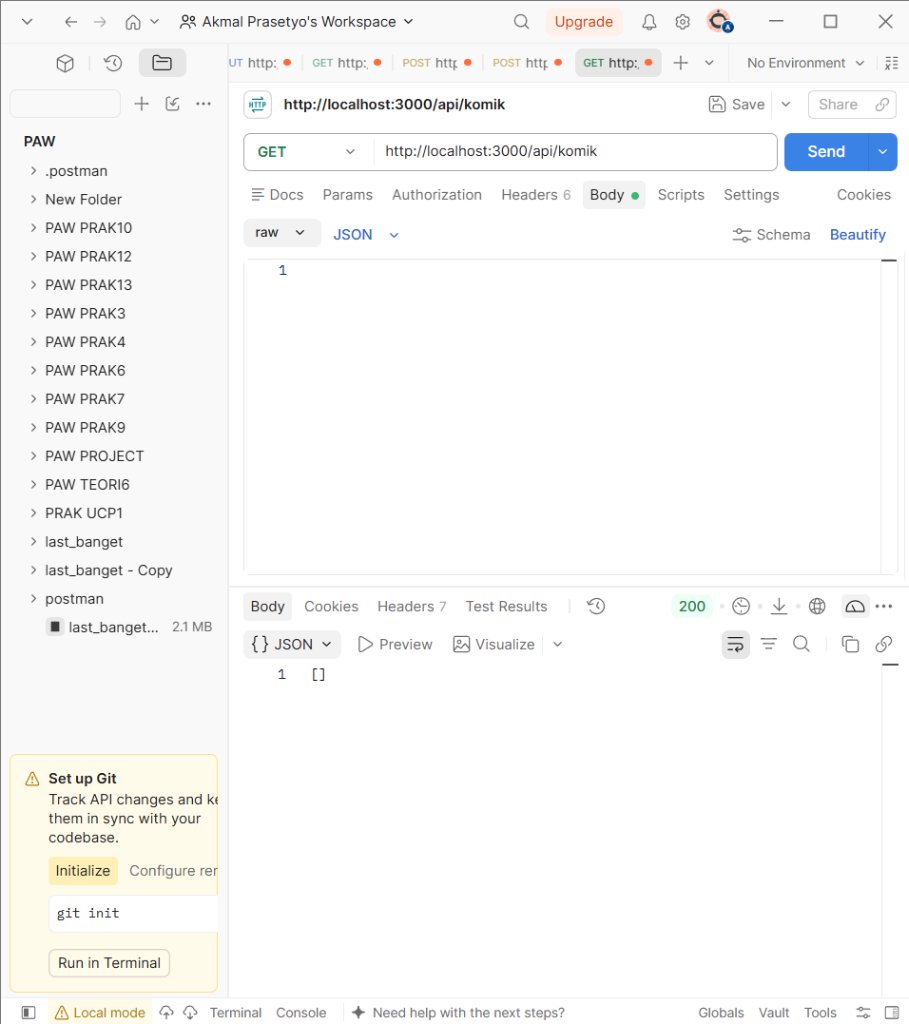 Akmal Prasetyo's Workspace
Upgrade
UT http:
GET http:
POST http
POST http
GET http:
No Environment
HTTP http://localhost:3000/api/komik
Save
Share
PAW
.postman
New Folder
PAW PRAK10
PAW PRAK12
PAW PRAK13
PAW PRAK3
PAW PRAK4
PAW PRAK6
PAW PRAK7
PAW PRAK9
PAW PROJECT
PAW TEORI6
PRAK UCP1
last_banget
last_banget - Copy
postman
last_banget... 2.1 MB
Set up Git
Track API changes and ke
them in sync with your
codebase.
Initialize Configure rer
git init
Run in Terminal
GET http://localhost:3000/api/komik Send
Docs Params Authorization Headers 6 Body Scripts Settings Cookies
raw JSON Schema Beautify
1
Body Cookies Headers 7 Test Results 200
{} JSON Preview Visualize
1 []
Local mode Terminal Console Need help with the next steps? Globals Vault Tools